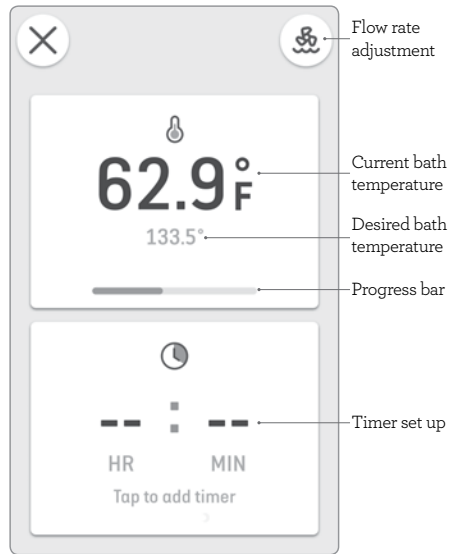 Flow rate
adjustment
62.9°F
Current bath
temperature
133.5°
Desired bath
temperature
Progress bar
-- : --
Timer set up
HR MIN
Tap to add timer